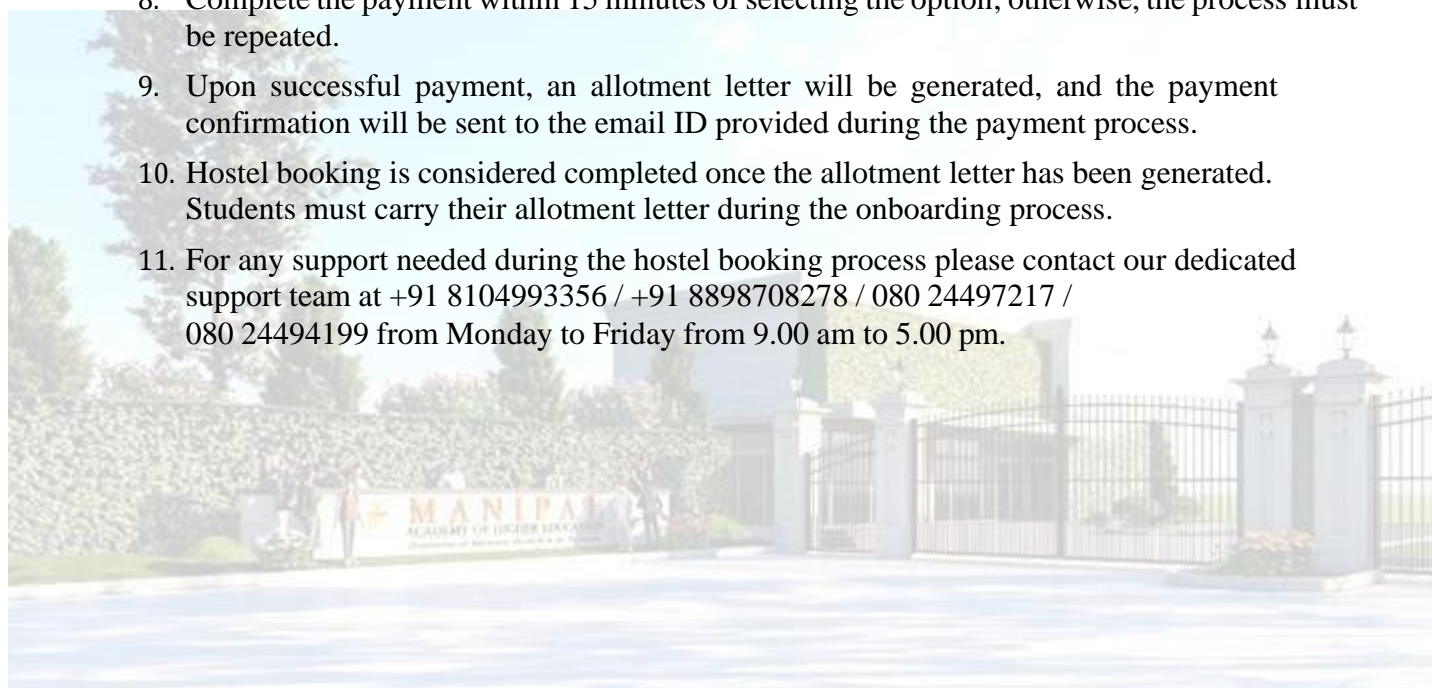 8. Complete the payment within 15 minutes of selecting the option; otherwise, the process must
be repeated.
9. Upon successful payment, an allotment letter will be generated, and the payment
confirmation will be sent to the email ID provided during the payment process.
10. Hostel booking is considered completed once the allotment letter has been generated.
Students must carry their allotment letter during the onboarding process.
11. For any support needed during the hostel booking process please contact our dedicated
support team at +91 8104993356 / +91 8898708278 / 080 24497217 /
080 24494199 from Monday to Friday from 9.00 am to 5.00 pm.
MANIPAL
ACADEMY OF HIGHER EDUCATION